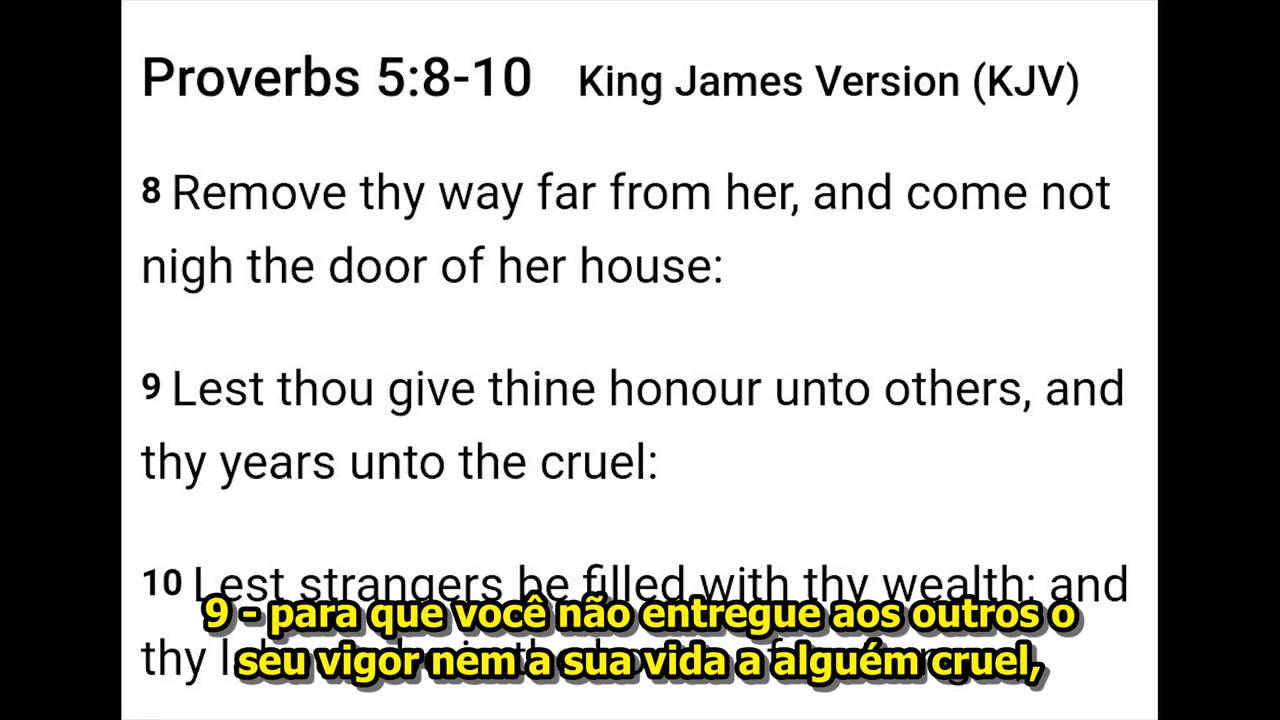 Proverbs 5:8-10 King James Version (KJV)
8 Remove thy way far from her, and come not
nigh the door of her house:
9 Lest thou give thine honour unto others, and
thy years unto the cruel:
10 Lest strangers be filled with thy wealth; and
thy
9 - para que você não entregue aos outros o
seu vigor nem a sua vida a alguém cruel,